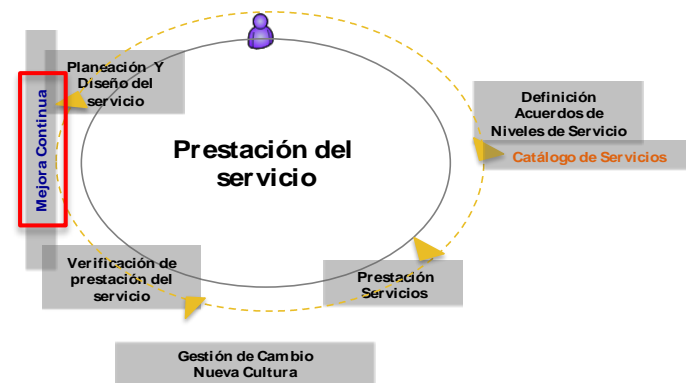 Planeación Y
Diseño del
servicio
Mejora Continua
Definición
Acuerdos de
Niveles de Servicio
Catálogo de Servicios
Prestación del
servicio
Verificación de
prestación del
servicio
Prestación
Servicios
Gestión de Cambio
Nueva Cultura